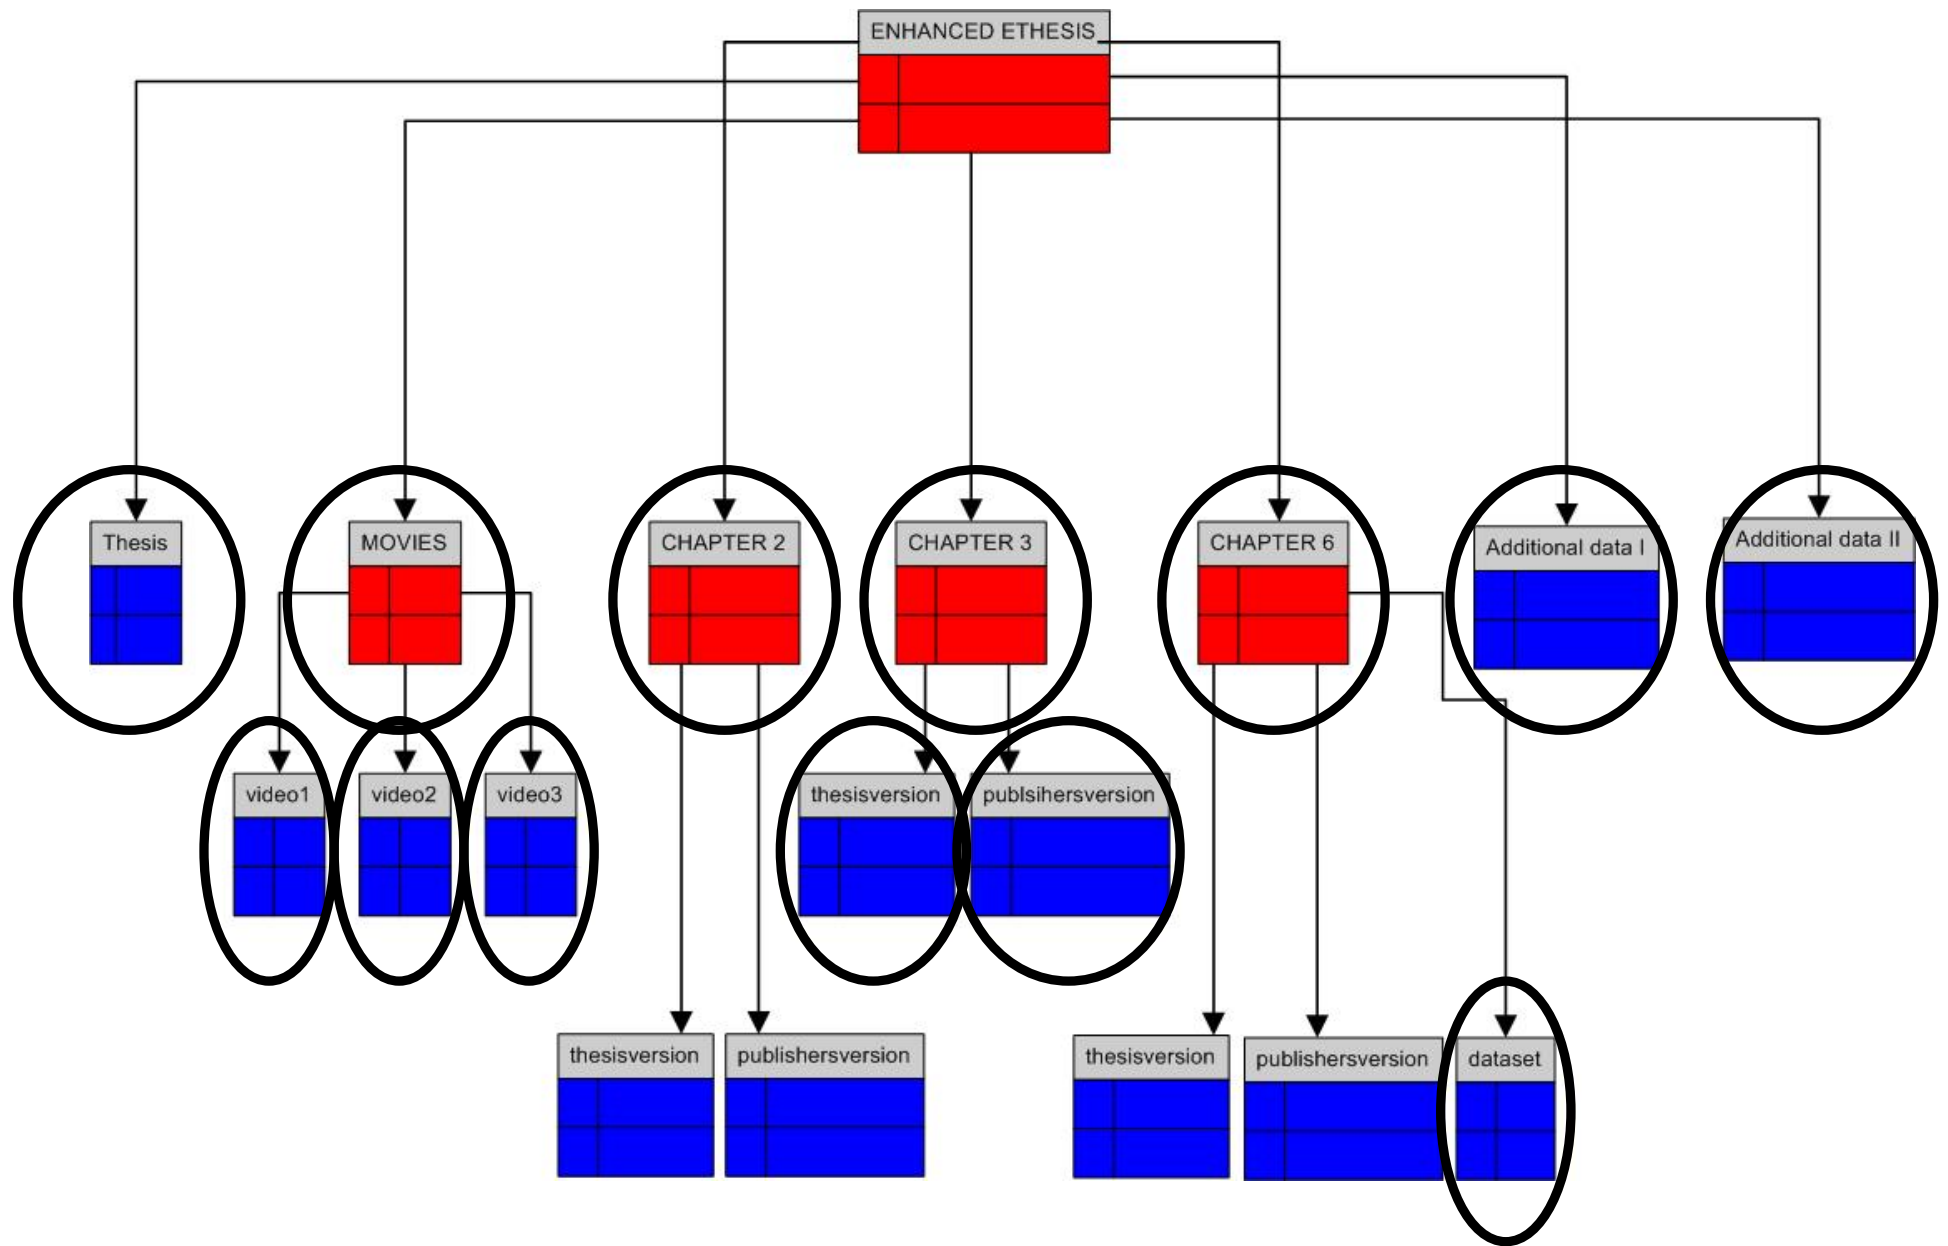 ENHANCED ETHESIS
Thesis
MOVIES
CHAPTER 2
CHAPTER 3
CHAPTER 6
Additional data I
Additional data II
video1
video2
video3
thesisversion
publsihersversion
thesisversion
publishersversion
thesisversion
publishersversion
dataset